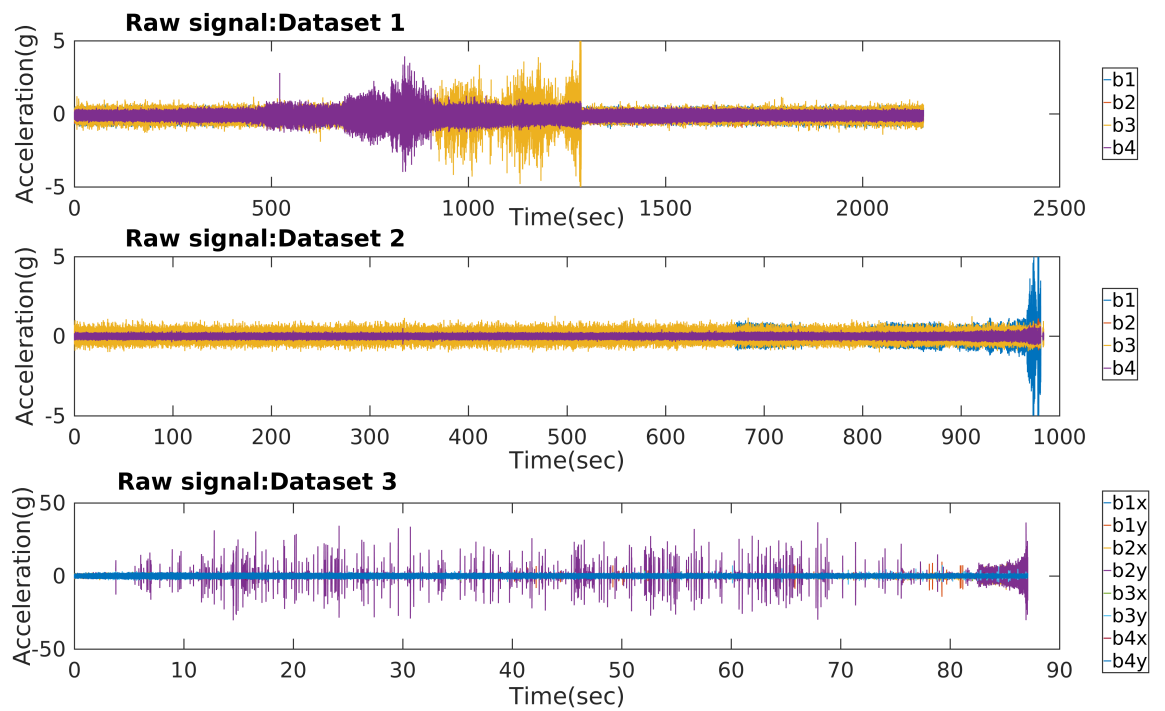 Raw signal:Dataset 1
Acceleration(g)
5
0
-5
0 500 1000 1500 2000 2500
Time(sec)
b1
b2
b3
b4
Raw signal:Dataset 2
Acceleration(g)
5
0
-5
0 100 200 300 400 500 600 700 800 900 1000
Time(sec)
b1
b2
b3
b4
Raw signal:Dataset 3
Acceleration(g)
50
0
-50
0 10 20 30 40 50 60 70 80 90
Time(sec)
b1x
b1y
b2x
b2y
b3x
b3y
b4x
b4y